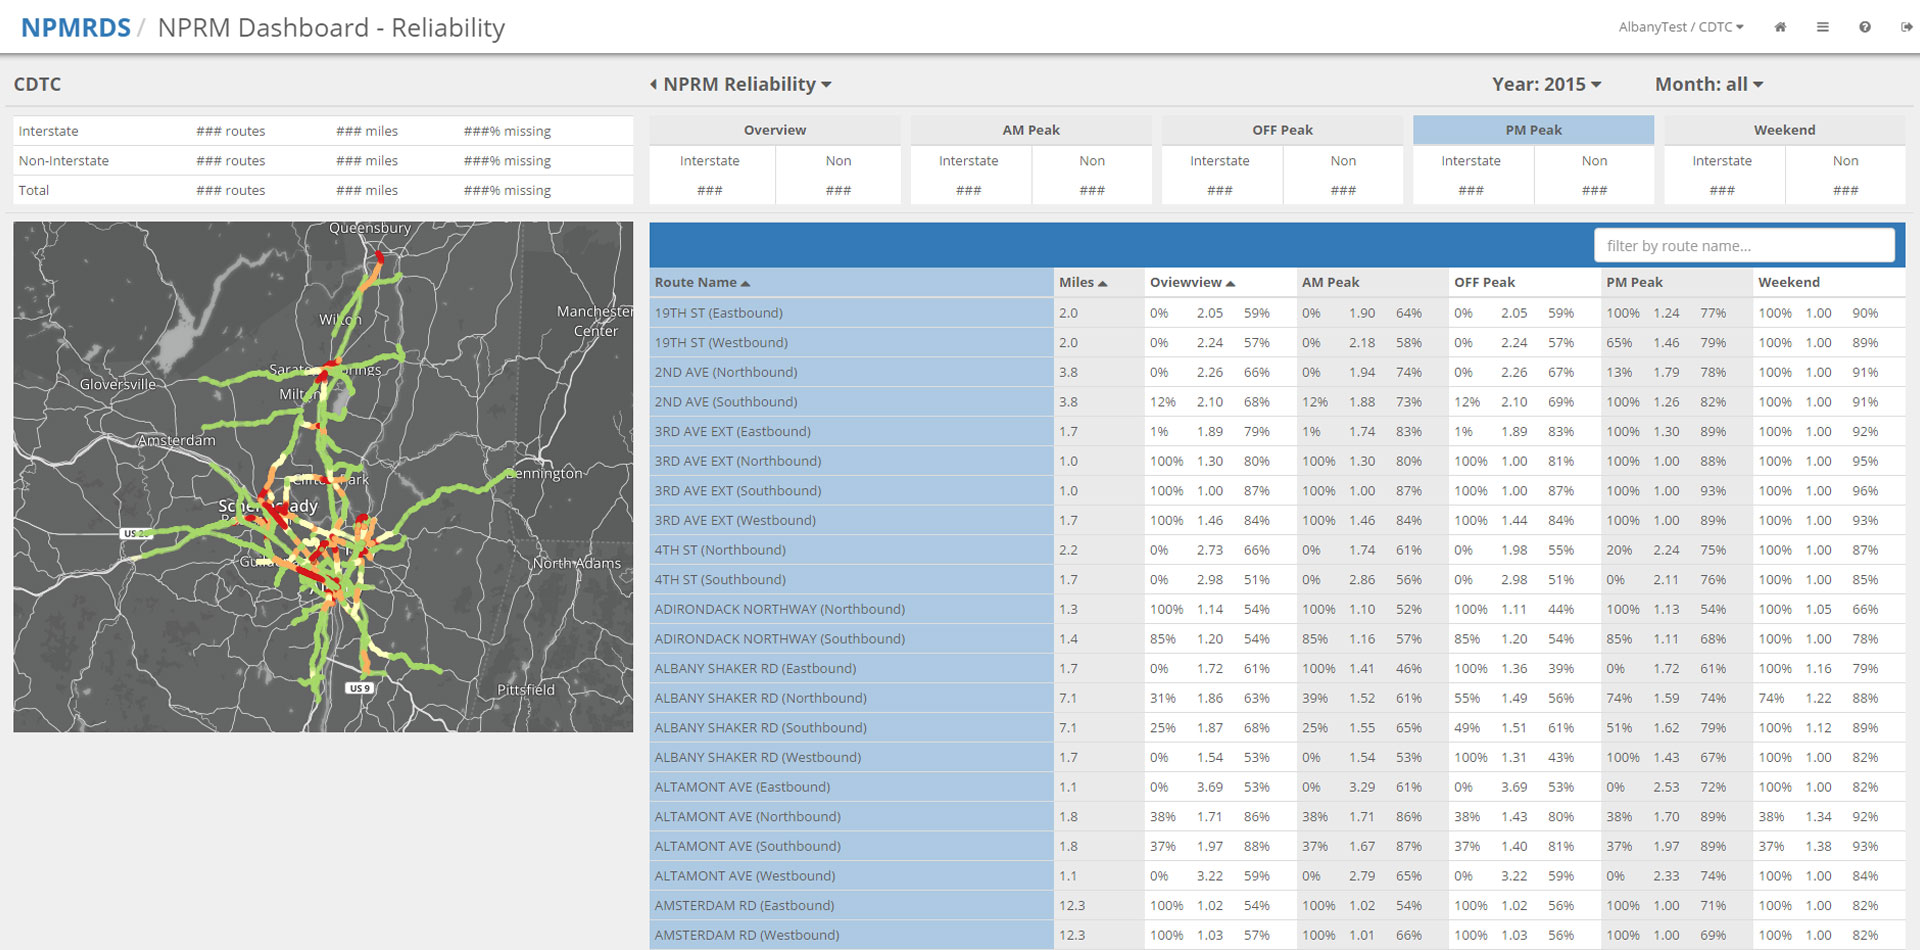 NPMRDS / NPRM Dashboard - Reliability
AlbanyTest / CDTC
CDTC
Interstate ### routes ### miles ###% missing
Non-Interstate ### routes ### miles ###% missing
Total ### routes ### miles ###% missing
NPRM Reliability Year: 2015 Month: all
Overview AM Peak OFF Peak PM Peak Weekend
Interstate Non Interstate Non Interstate Non Interstate Non Interstate Non
### ### ### ### ### ### ### ### ### ###
Queensbury
Wilton
Manchester
Center
Gloversville
Amsterdam
Bennington
US 9
North Adams
Pittsfield
filter by route name...
Route Name Miles Oviewview AM Peak OFF Peak PM Peak Weekend
19TH ST (Eastbound) 2.0 0% 2.05 59% 0% 1.90 64% 0% 2.05 59% 100% 1.24 77% 100% 1.00 90%
19TH ST (Westbound) 2.0 0% 2.24 57% 0% 2.18 58% 0% 2.24 57% 65% 1.46 79% 100% 1.00 89%
2ND AVE (Northbound) 3.8 0% 2.26 66% 0% 1.94 74% 0% 2.26 67% 13% 1.79 78% 100% 1.00 91%
2ND AVE (Southbound) 3.8 12% 2.10 68% 12% 1.88 73% 12% 2.10 69% 100% 1.26 82% 100% 1.00 91%
3RD AVE EXT (Eastbound) 1.7 1% 1.89 79% 1% 1.74 83% 1% 1.89 83% 100% 1.30 89% 100% 1.00 92%
3RD AVE EXT (Northbound) 1.0 100% 1.30 80% 100% 1.30 80% 100% 1.00 81% 100% 1.00 88% 100% 1.00 95%
3RD AVE EXT (Southbound) 1.0 100% 1.00 87% 100% 1.00 87% 100% 1.00 87% 100% 1.00 93% 100% 1.00 96%
3RD AVE EXT (Westbound) 1.7 100% 1.46 84% 100% 1.46 84% 100% 1.44 84% 100% 1.00 89% 100% 1.00 93%
4TH ST (Northbound) 2.2 0% 2.73 66% 0% 1.74 61% 0% 1.98 55% 20% 2.24 75% 100% 1.00 87%
4TH ST (Southbound) 1.7 0% 2.98 51% 0% 2.86 56% 0% 2.98 51% 0% 2.11 76% 100% 1.00 85%
ADIRONDACK NORTHWAY (Northbound) 1.3 100% 1.14 54% 100% 1.10 52% 100% 1.11 44% 100% 1.13 54% 100% 1.05 66%
ADIRONDACK NORTHWAY (Southbound) 1.4 85% 1.20 54% 85% 1.16 57% 85% 1.20 54% 85% 1.11 68% 100% 1.00 78%
ALBANY SHAKER RD (Eastbound) 1.7 0% 1.72 61% 100% 1.41 46% 100% 1.36 39% 0% 1.72 61% 100% 1.16 79%
ALBANY SHAKER RD (Northbound) 7.1 31% 1.86 63% 39% 1.52 61% 55% 1.49 56% 74% 1.59 74% 74% 1.22 88%
ALBANY SHAKER RD (Southbound) 7.1 25% 1.87 68% 25% 1.55 65% 49% 1.51 61% 51% 1.62 79% 100% 1.12 89%
ALBANY SHAKER RD (Westbound) 1.7 0% 1.54 53% 0% 1.54 53% 100% 1.31 43% 100% 1.43 67% 100% 1.00 82%
ALTAMONT AVE (Eastbound) 1.1 0% 3.69 53% 0% 3.29 61% 0% 3.69 53% 0% 2.53 72% 100% 1.00 82%
ALTAMONT AVE (Northbound) 1.8 38% 1.71 86% 38% 1.71 86% 38% 1.43 80% 38% 1.70 89% 38% 1.34 92%
ALTAMONT AVE (Southbound) 1.8 37% 1.97 88% 37% 1.67 87% 37% 1.40 81% 37% 1.97 89% 37% 1.38 93%
ALTAMONT AVE (Westbound) 1.1 0% 3.22 59% 0% 2.79 65% 0% 3.22 59% 0% 2.33 74% 100% 1.00 84%
AMSTERDAM RD (Eastbound) 12.3 100% 1.02 54% 100% 1.02 54% 100% 1.02 56% 100% 1.00 71% 100% 1.00 82%
AMSTERDAM RD (Westbound) 12.3 100% 1.03 57% 100% 1.01 66% 100% 1.03 56% 100% 1.00 69% 100% 1.00 82%